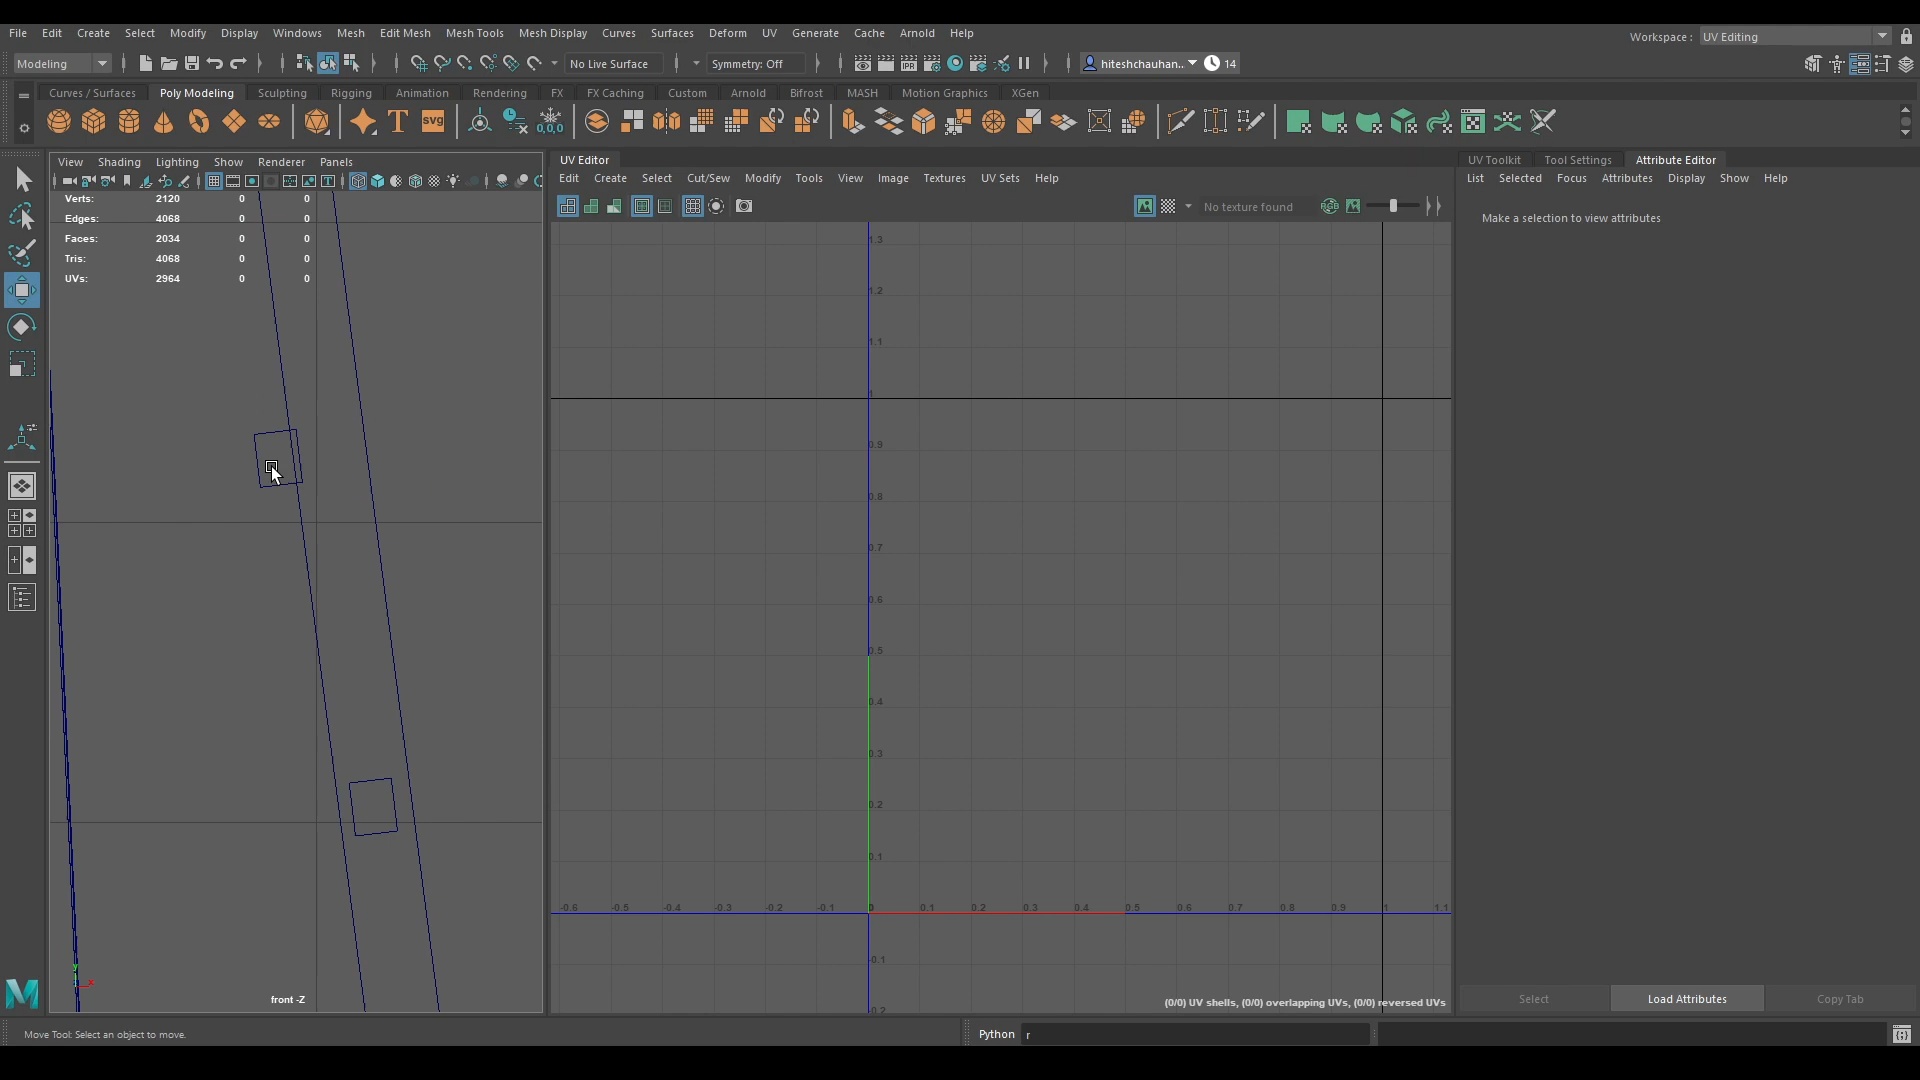 File Edit Create Select Modify Display Windows Mesh Edit Mesh Mesh Tools Mesh Display Curves Surfaces Deform UV Generate Cache Arnold Help Workspace : UV Editing
Modeling No Live Surface Symmetry: Off hiteshchauhan... 14
Curves / Surfaces Poly Modeling Sculpting Rigging Animation Rendering FX FX Caching Custom Arnold Bifrost MASH Motion Graphics XGen
T svg 0,0,0
View Shading Lighting Show Renderer Panels
Verts: 2120 0 0
Edges: 4068 0 0
Faces: 2034 0 0
Tris: 4068 0 0
UVs: 2964 0 0
y
x
front -Z
UV Editor
Edit Create Select Cut/Sew Modify Tools View Image Textures UV Sets Help
No texture found
1.3
1.2
1.1
1
0.9
0.8
0.7
0.6
0.5
0.4
0.3
0.2
0.1
-0.6 -0.5 -0.4 -0.3 -0.2 -0.1 0 0.1 0.2 0.3 0.4 0.5 0.6 0.7 0.8 0.9 1 1.1
-0.1
(0/0) UV shells, (0/0) overlapping UVs, (0/0) reversed UVs
UV Toolkit Tool Settings Attribute Editor
List Selected Focus Attributes Display Show Help
Make a selection to view attributes
Select Load Attributes Copy Tab
Move Tool: Select an object to move. Python r